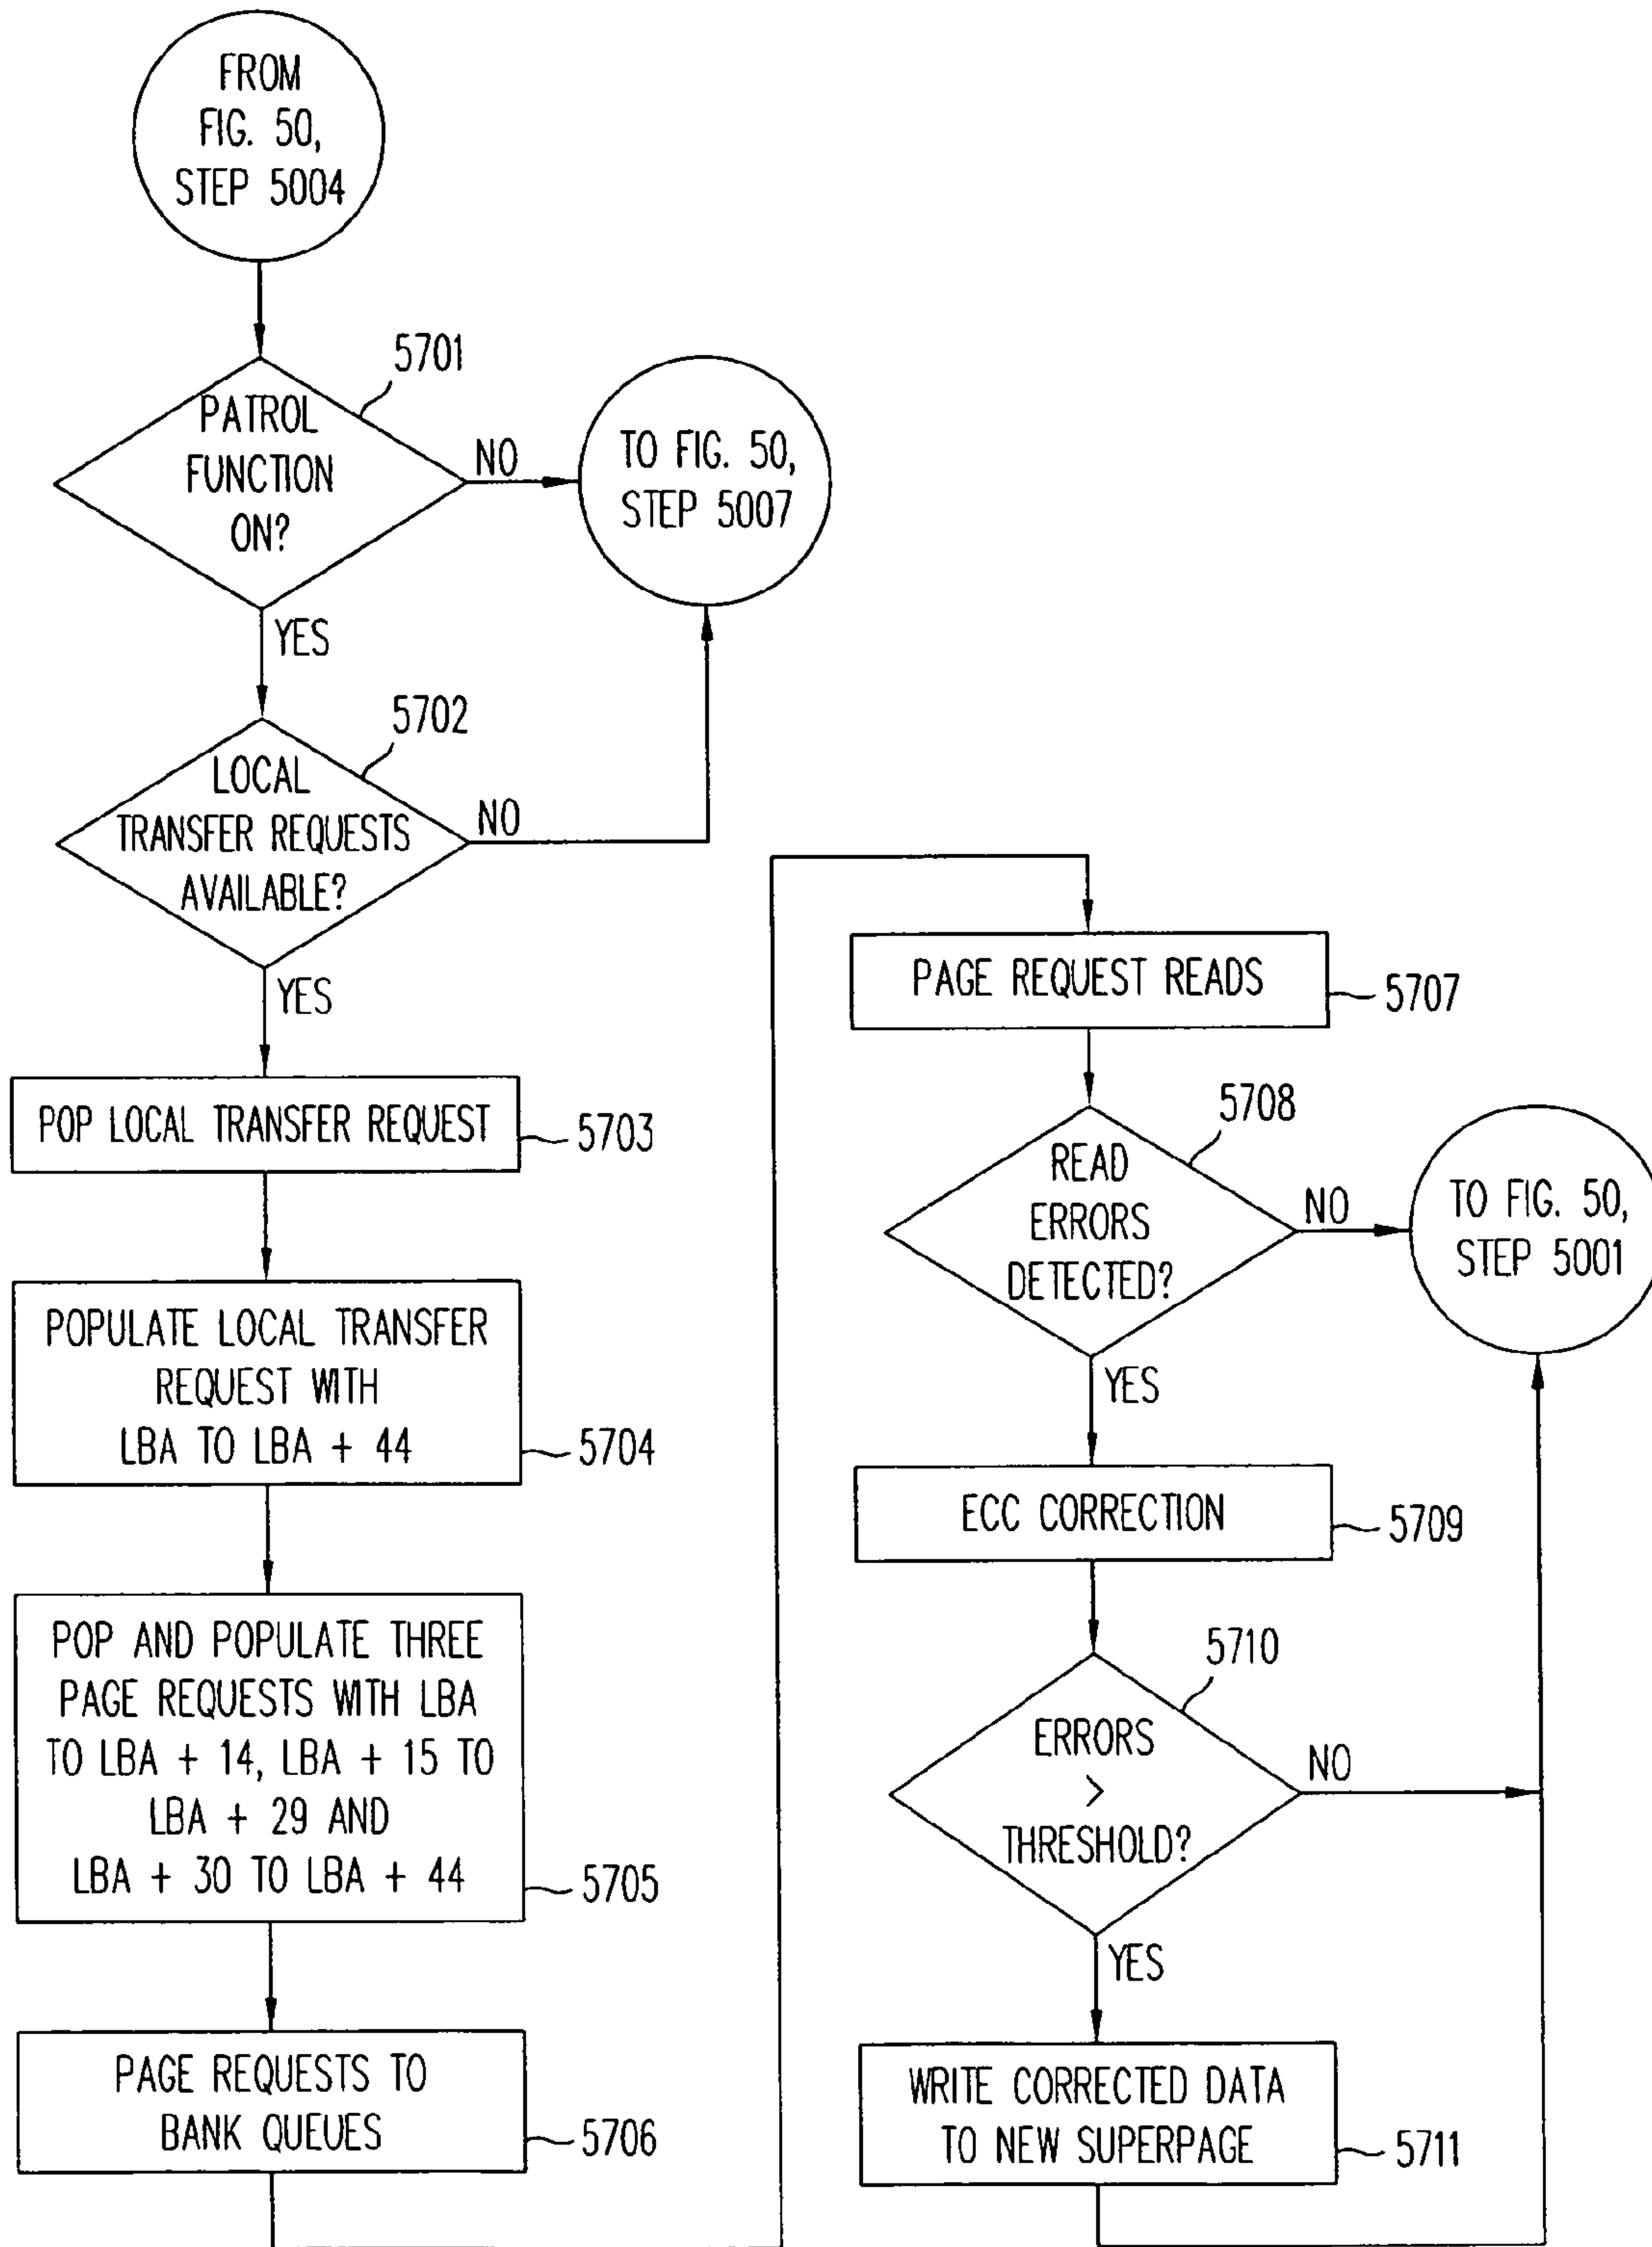 FROM
FIG. 50,
STEP 5004
5701
PATROL
FUNCTION
ON?
NO
TO FIG. 50,
STEP 5007
YES
5702
LOCAL
TRANSFER REQUESTS
AVAILABLE?
NO
YES
POP LOCAL TRANSFER REQUEST
5703
POPULATE LOCAL TRANSFER
REQUEST WITH
LBA TO LBA + 44
5704
POP AND POPULATE THREE
PAGE REQUESTS WITH LBA
TO LBA + 14, LBA + 15 TO
LBA + 29 AND
LBA + 30 TO LBA + 44
5705
PAGE REQUESTS TO
BANK QUEUES
5706
PAGE REQUEST READS
5707
5708
READ
ERRORS
DETECTED?
NO
TO FIG. 50,
STEP 5001
YES
ECC CORRECTION
5709
5710
ERRORS
>
THRESHOLD?
NO
YES
WRITE CORRECTED DATA
TO NEW SUPERPAGE
5711